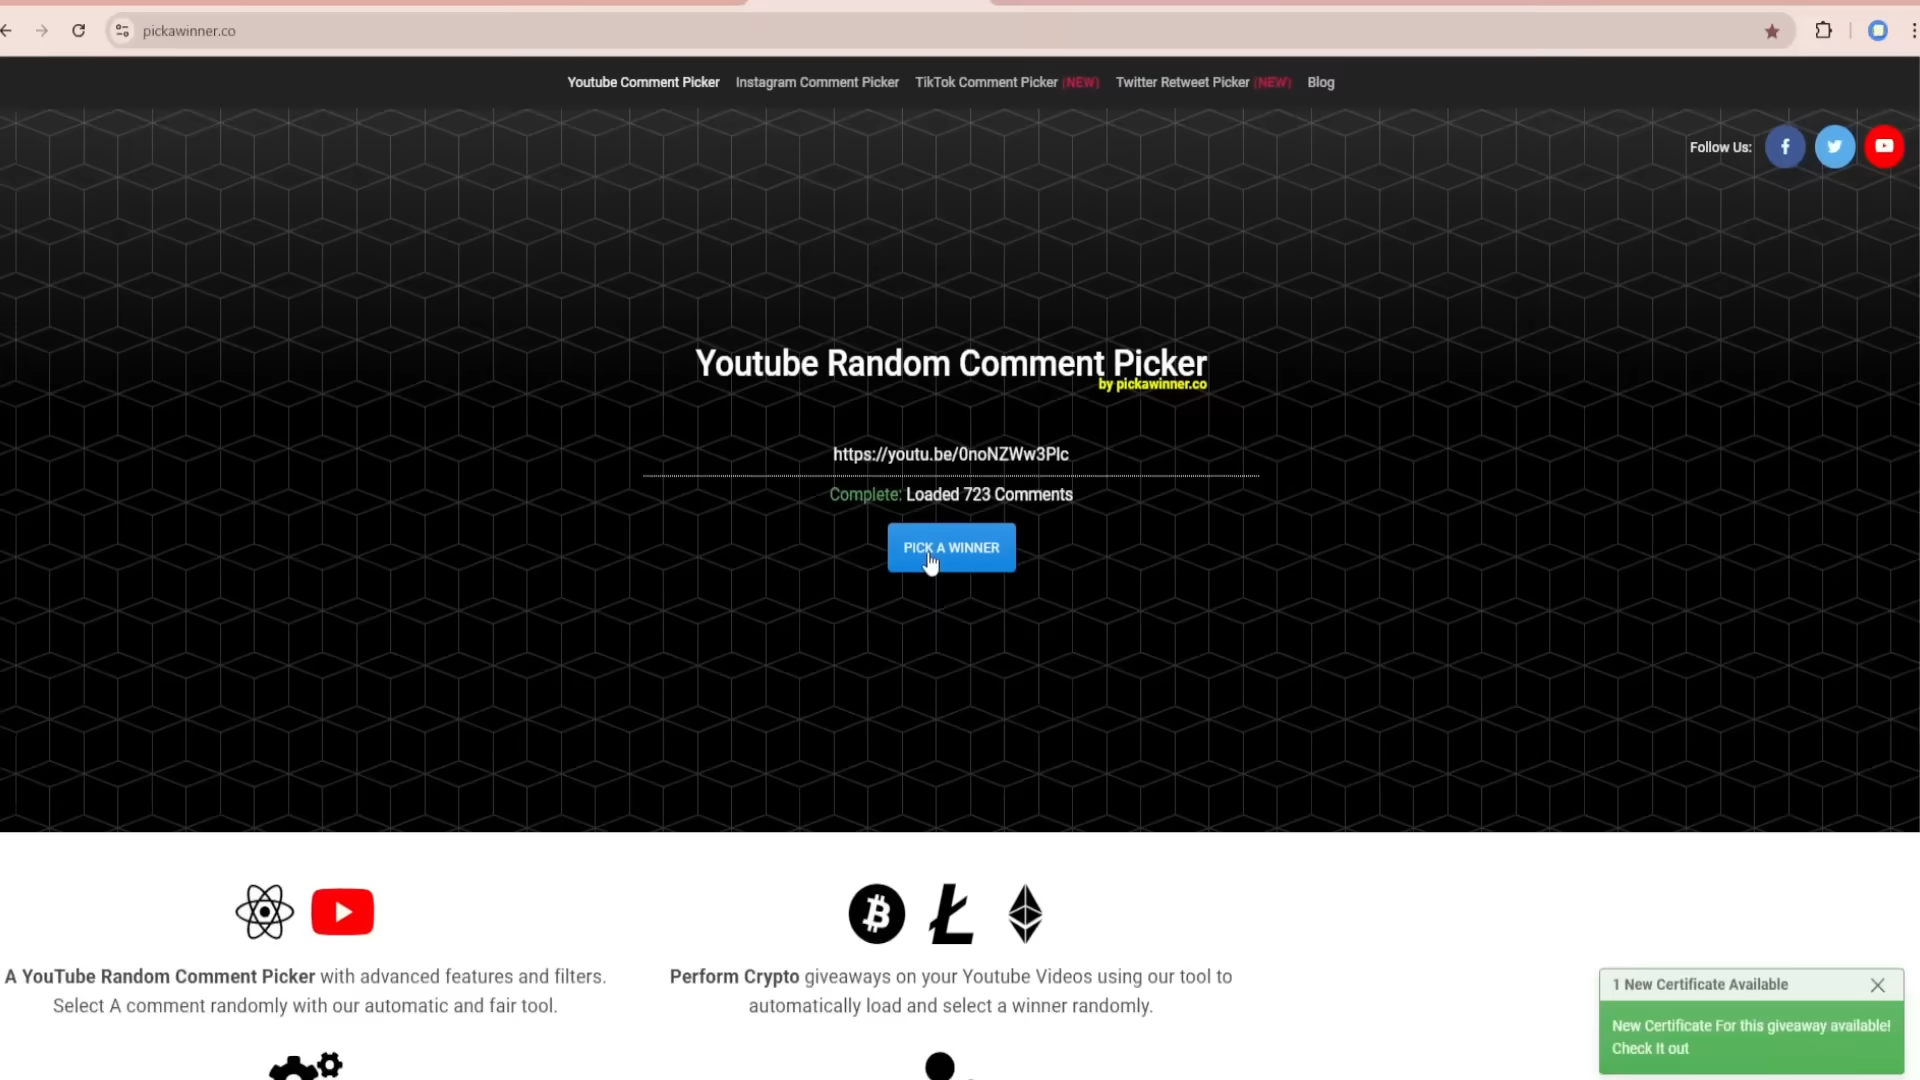 pickawinner.co
Youtube Comment Picker Instagram Comment Picker TikTok Comment Picker (NEW) Twitter Retweet Picker (NEW) Blog
Follow Us:
Youtube Random Comment Picker
by pickawinner.co
https://youtu.be/0noNZWw3Plc
Complete: Loaded 723 Comments
PICK A WINNER
A YouTube Random Comment Picker with advanced features and filters.
Select A comment randomly with our automatic and fair tool.
Perform Crypto giveaways on your Youtube Videos using our tool to
automatically load and select a winner randomly.
1 New Certificate Available
New Certificate For this giveaway available!
Check It out